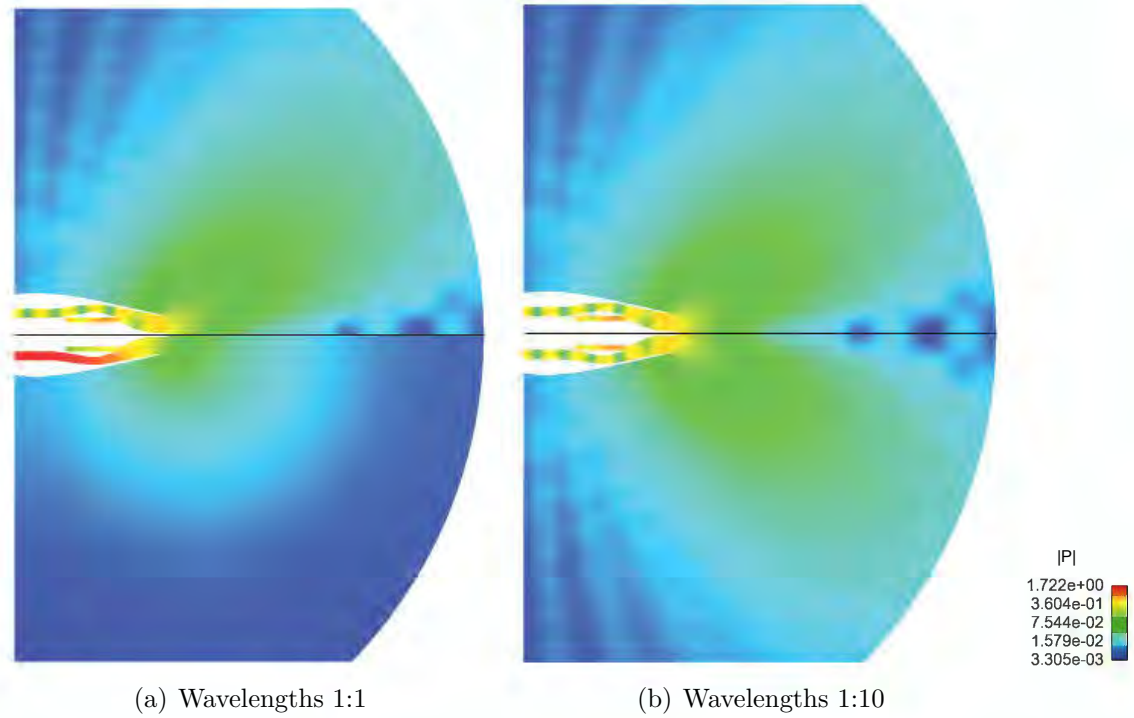 |P|
1.722e+00
3.604e-01
7.544e-02
1.579e-02
3.305e-03
(a) Wavelengths 1:1
(b) Wavelengths 1:10